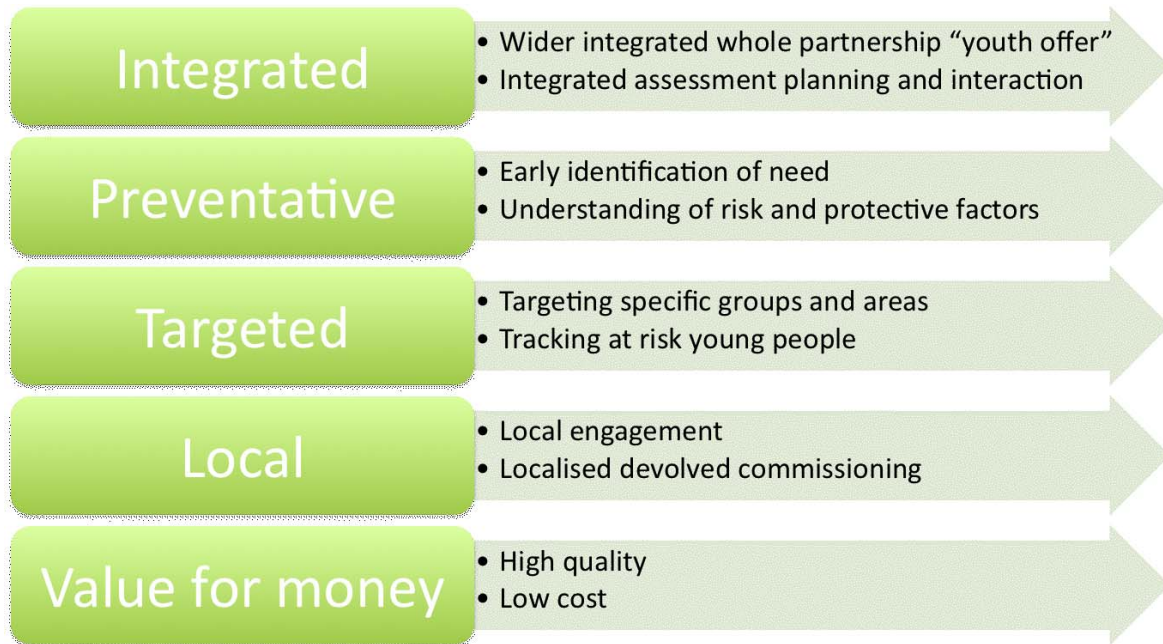 Integrated
• Wider integrated whole partnership “youth offer”
• Integrated assessment planning and interaction
Preventative
• Early identification of need
• Understanding of risk and protective factors
Targeted
• Targeting specific groups and areas
• Tracking at risk young people
Local
• Local engagement
• Localised devolved commissioning
Value for money
• High quality
• Low cost